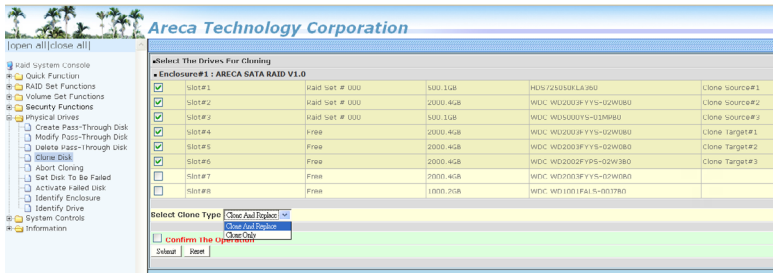 Areca Technology Corporation
|open all|close all|
Raid System Console
Quick Function
RAID Set Functions
Volume Set Functions
Security Functions
Physical Drives
Create Pass-Through Disk
Modify Pass-Through Disk
Delete Pass-Through Disk
Clone Disk
Abort Cloning
Set Disk To Be Failed
Activate Failed Disk
Identify Enclosure
Identify Drive
System Controls
Information
Select The Drives For Cloning
Enclosure#1 : ARECA SATA RAID V1.0
Slot#1 Raid Set # 000 500.1GB HDS725050KLA360 Clone Source#1
Slot#2 Raid Set # 000 2000.4GB WDC WD2003FYYS-02W0B0 Clone Source#2
Slot#3 Raid Set # 000 500.1GB WDC WD5000YS-01MPB0 Clone Source#3
Slot#4 Free 2000.4GB WDC WD2003FYYS-02W0B0 Clone Target#1
Slot#5 Free 2000.4GB WDC WD2003FYYS-02W0B0 Clone Target#2
Slot#6 Free 2000.4GB WDC WD2002FYPS-02W3B0 Clone Target#3
Slot#7 Free 2000.4GB WDC WD2003FYYS-02W0B0
Slot#8 Free 1000.2GB WDC WD1001FALS-00J7B0
Select Clone Type Clone And Replace
Clone And Replace
Clone Only
Confirm The Operation
Submit Reset